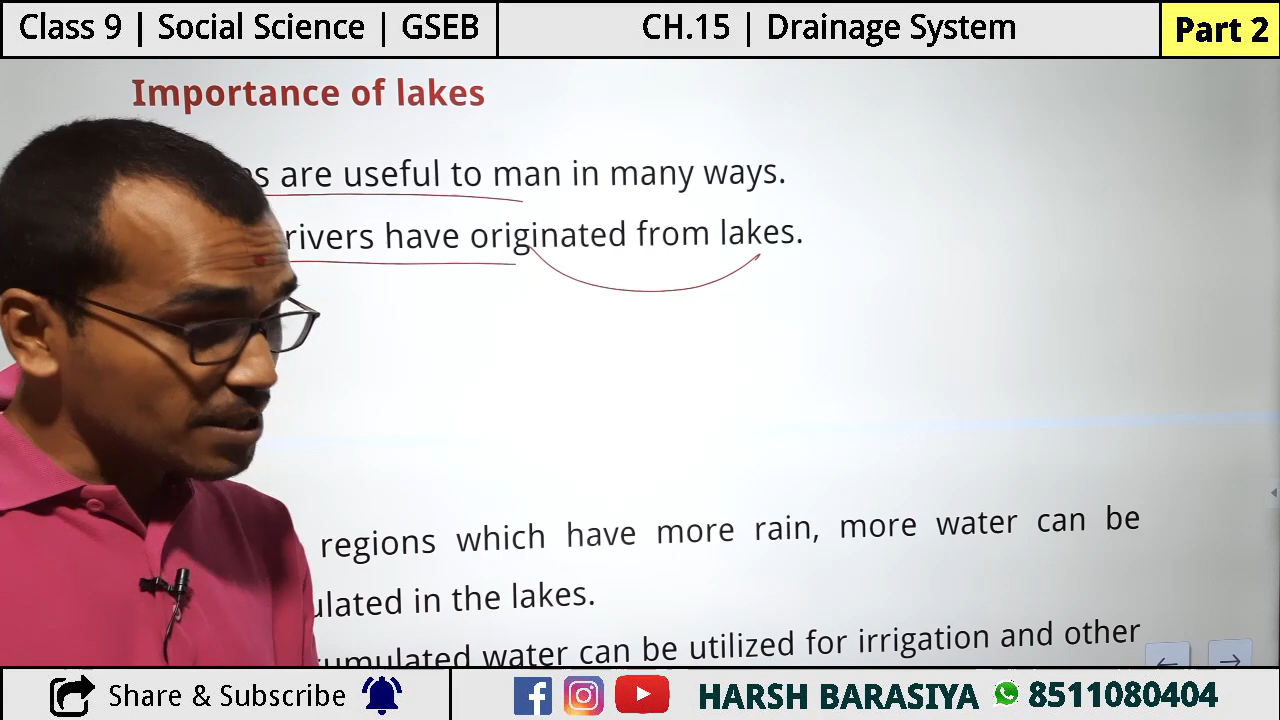 Class 9 | Social Science | GSEB
CH.15 | Drainage System
Part 2
Importance of lakes
are useful to man in many ways.
rivers have originated from lakes.
regions which have more rain, more water can be
in the lakes.
water can be utilized for irrigation and other
Share & Subscribe
HARSH BARASIYA
8511080404